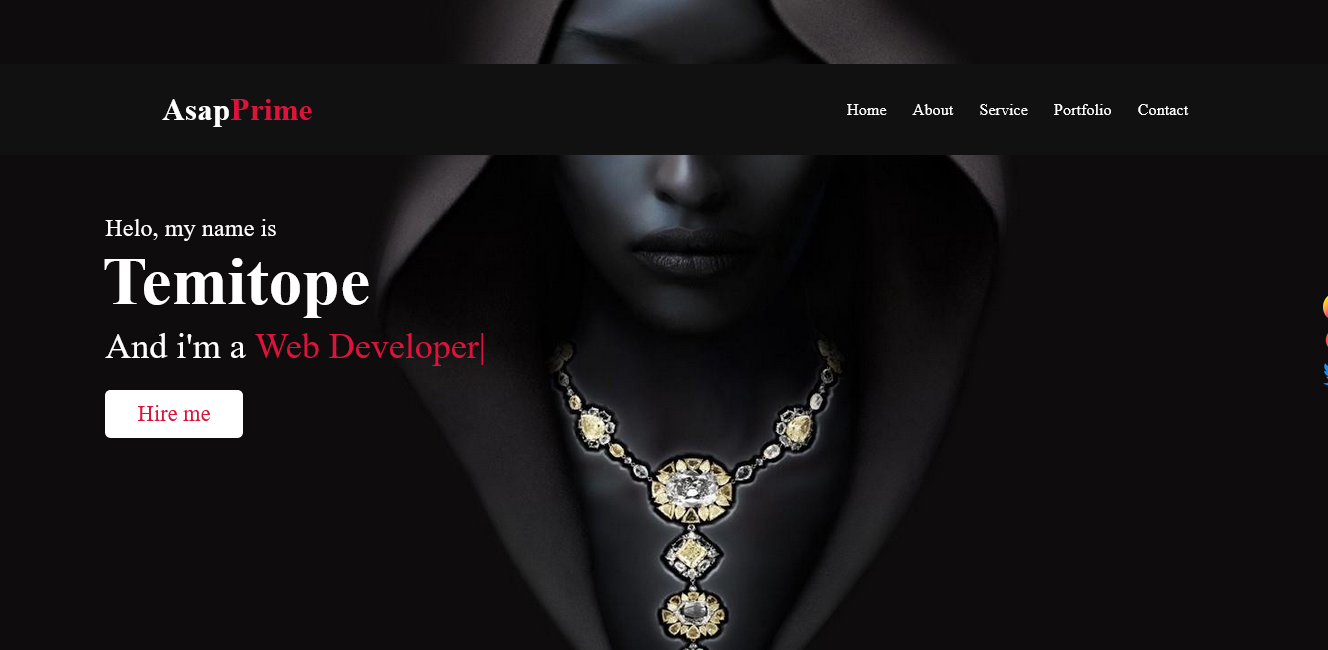 AsapPrime
Home About Service Portfolio Contact
Helo, my name is
Temitope
And i'm a Web Developer|
Hire me